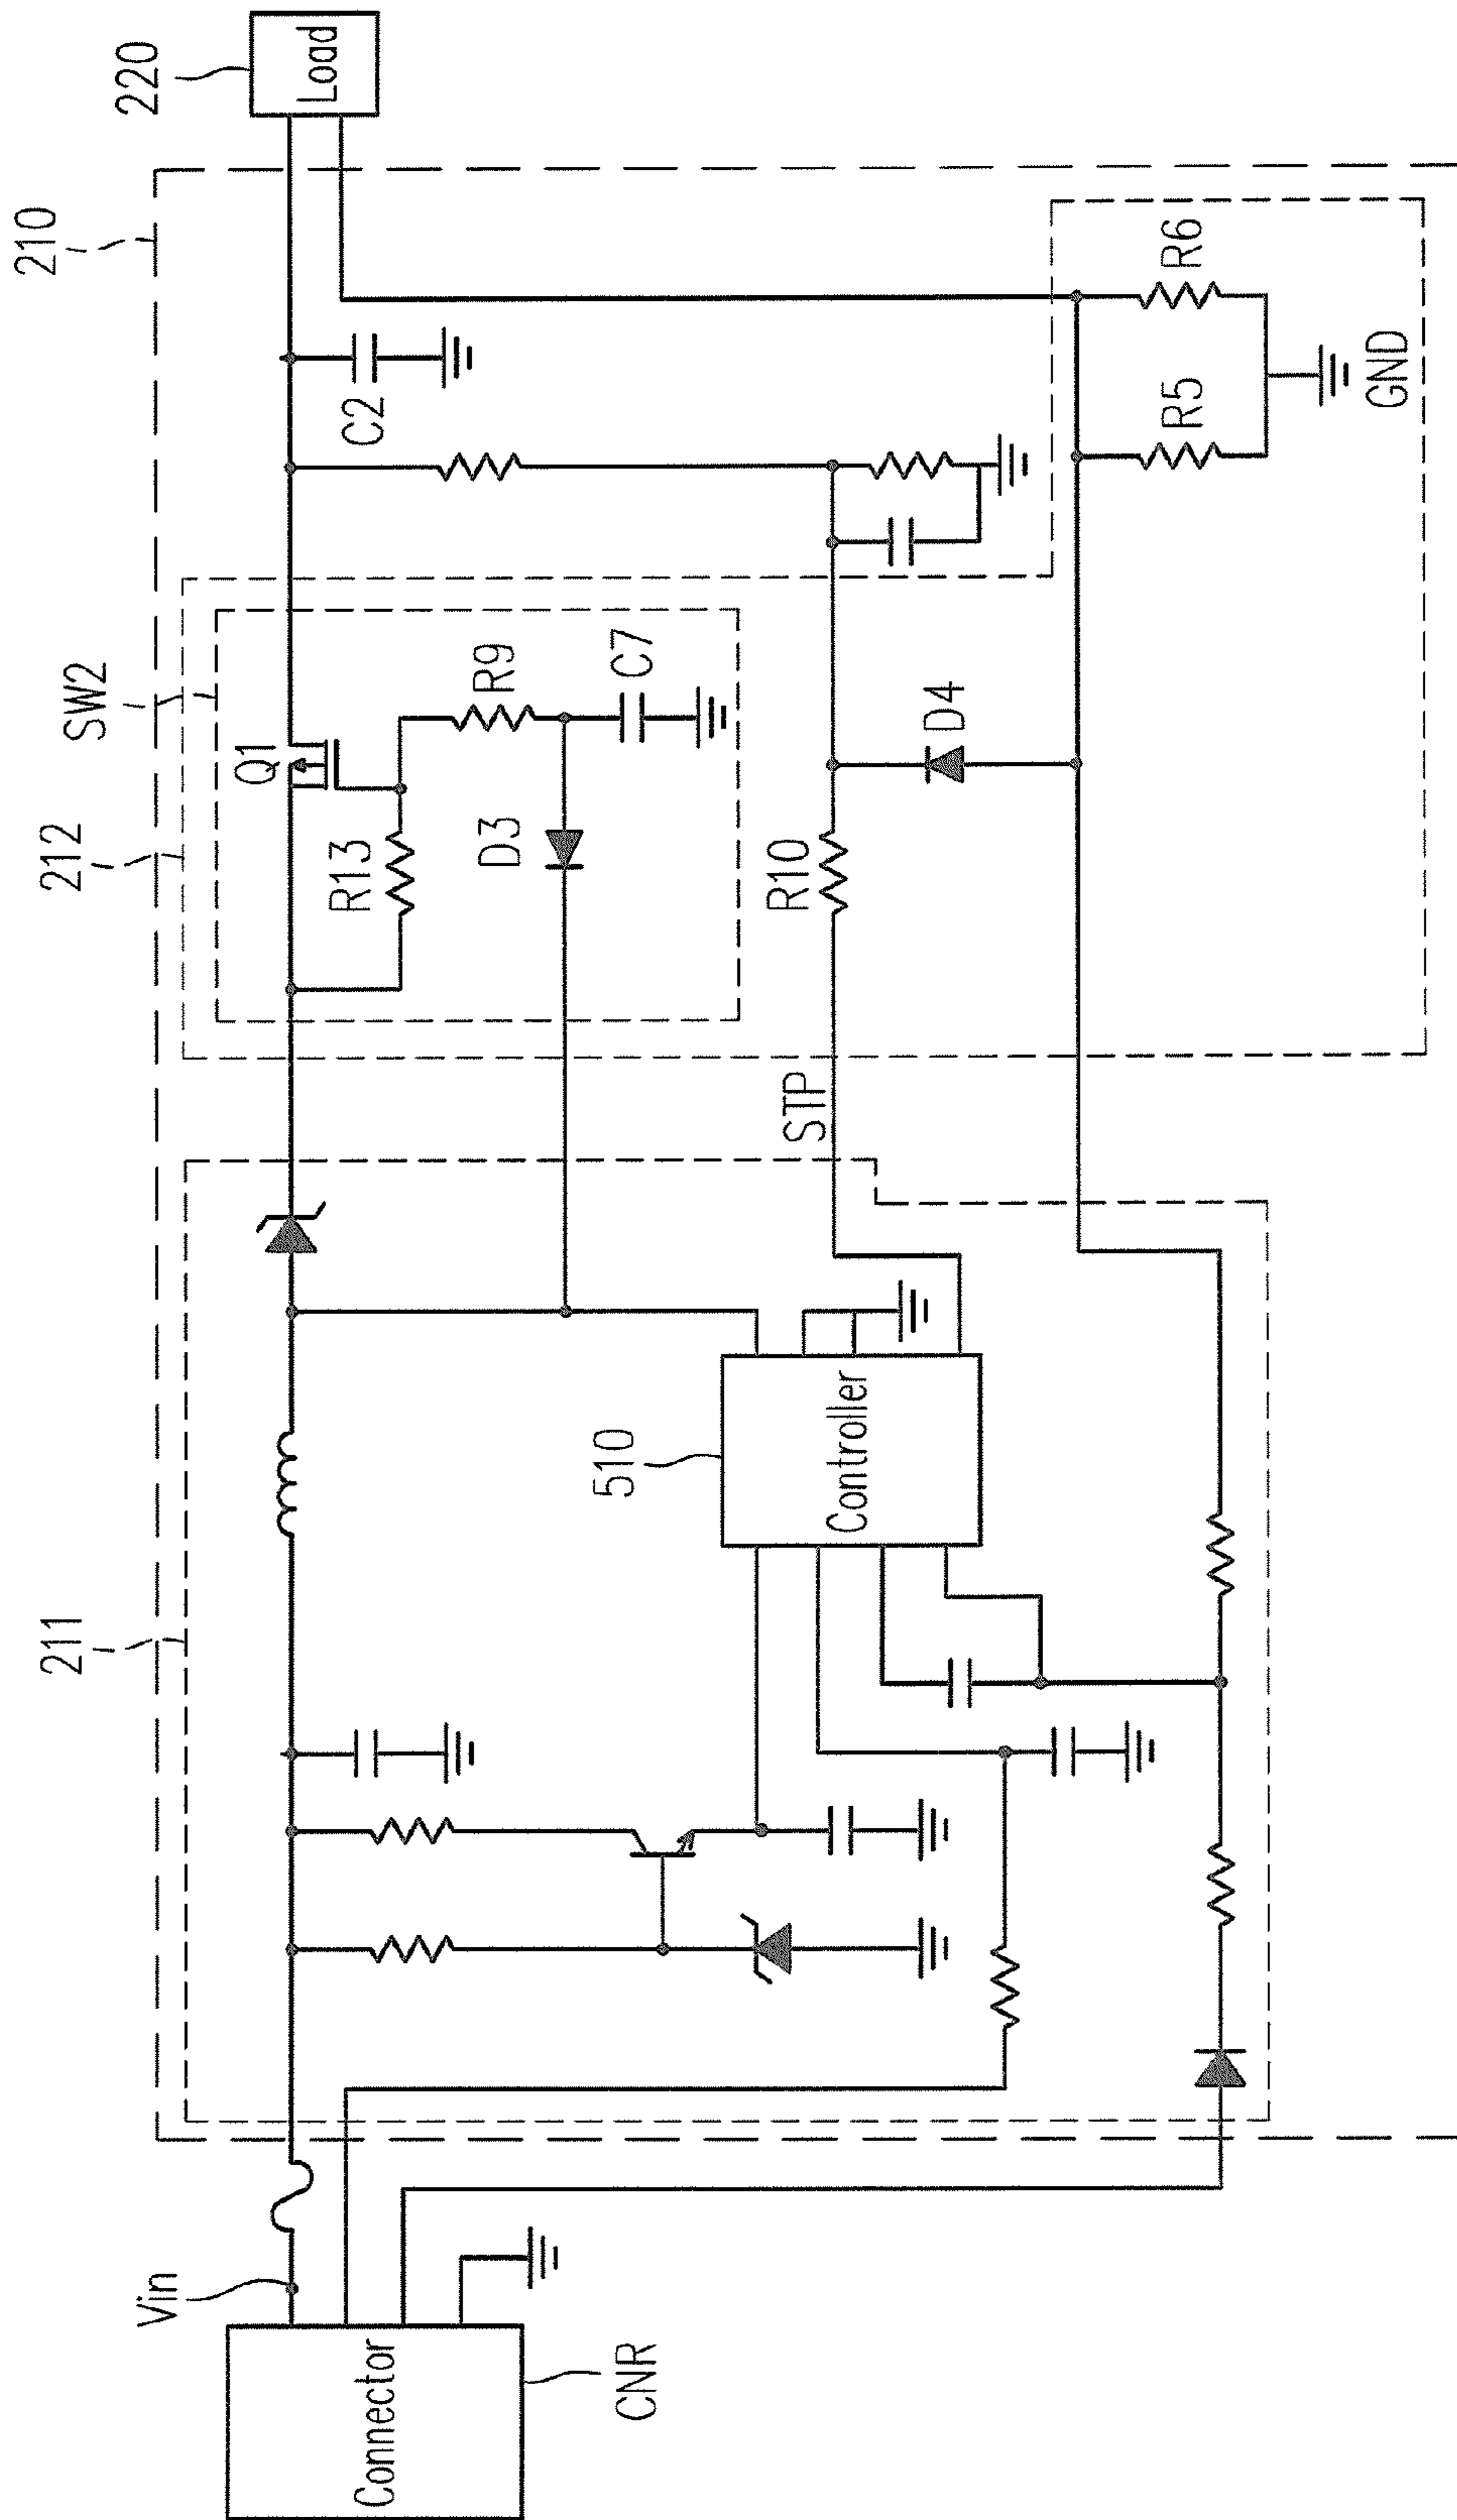 210
220
Load
212
SW2
Q1
R13
R9
D3
C7
C2
R10
D4
STP
R5
R6
GND
211
510
Controller
Vin
Connector
CNR